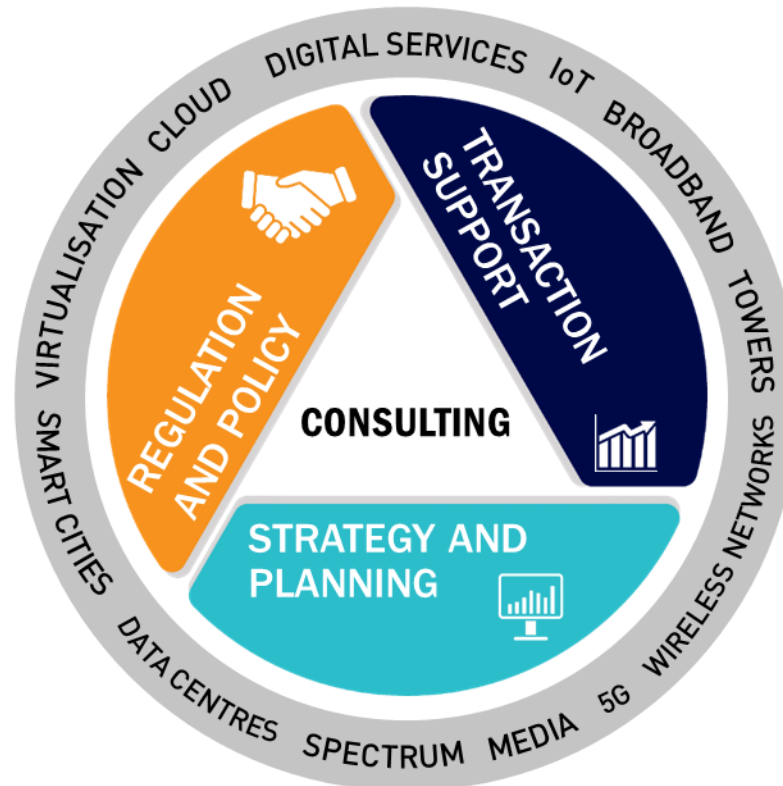 DIGITAL SERVICES
IoT
BROADBAND
TOWERS
WIRELESS NETWORKS
5G
MEDIA
SPECTRUM
DATA CENTRES
SMART CITIES
VIRTUALISATION
CLOUD
TRANSACTION
SUPPORT
REGULATION
AND POLICY
CONSULTING
STRATEGY AND
PLANNING